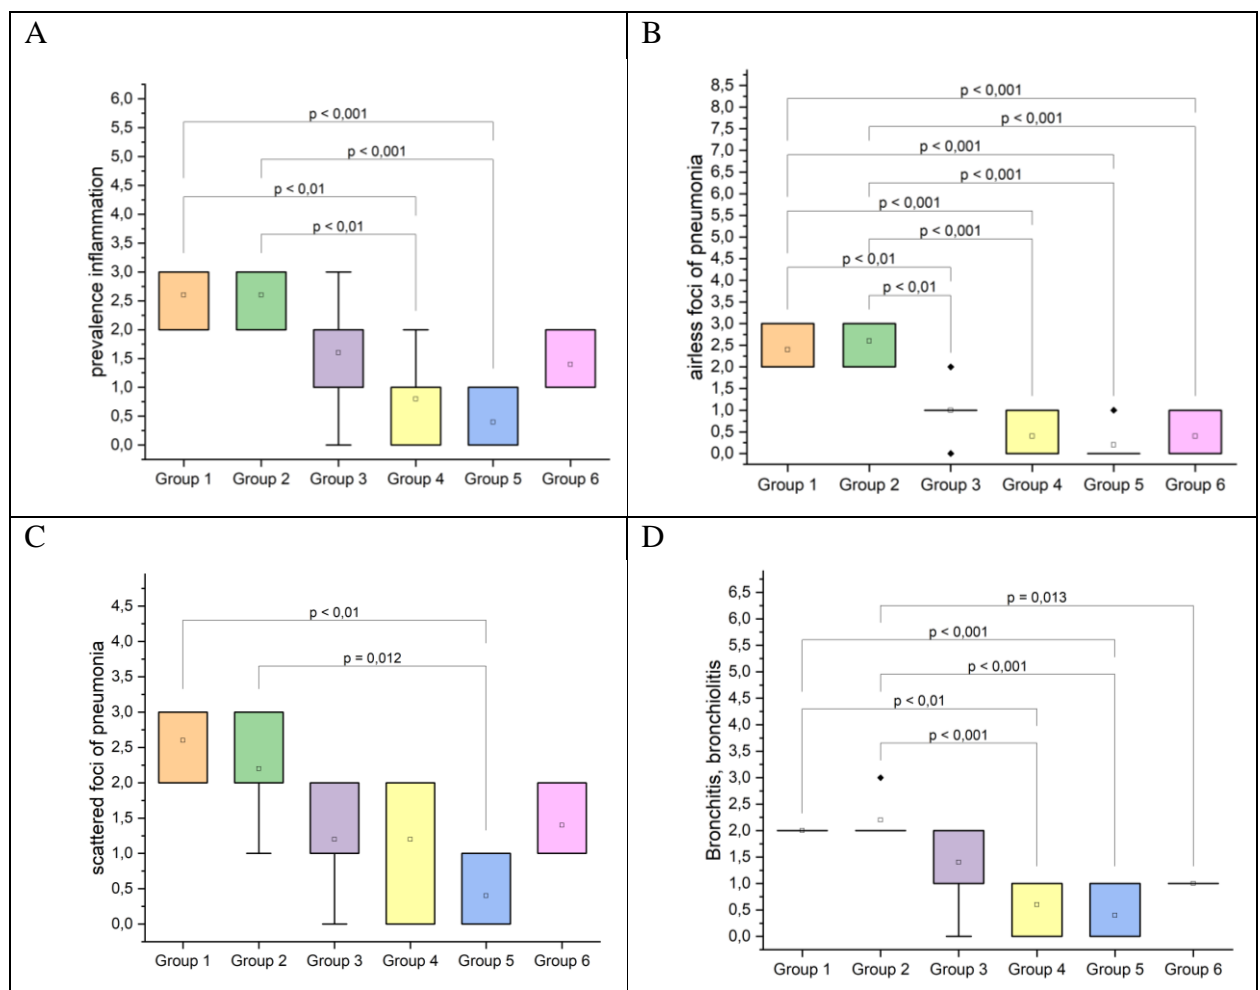 A
prevalence inflammation
6,0
5,5
5,0
4,5
4,0
3,5
3,0
2,5
2,0
1,5
1,0
0,5
0,0
p < 0,001
p < 0,001
p < 0,01
p < 0,01
Group 1 Group 2 Group 3 Group 4 Group 5 Group 6
B
airless foci of pneumonia
8,5
8,0
7,5
7,0
6,5
6,0
5,5
5,0
4,5
4,0
3,5
3,0
2,5
2,0
1,5
1,0
0,5
0,0
p < 0,001
p < 0,001
p < 0,001
p < 0,001
p < 0,001
p < 0,001
p < 0,01
p < 0,01
Group 1 Group 2 Group 3 Group 4 Group 5 Group 6
C
scattered foci of pneumonia
4,5
4,0
3,5
3,0
2,5
2,0
1,5
1,0
0,5
0,0
p < 0,01
p = 0,012
Group 1 Group 2 Group 3 Group 4 Group 5 Group 6
D
Bronchitis, bronchiolitis
6,5
6,0
5,5
5,0
4,5
4,0
3,5
3,0
2,5
2,0
1,5
1,0
0,5
0,0
p = 0,013
p < 0,001
p < 0,001
p < 0,01
p < 0,001
Group 1 Group 2 Group 3 Group 4 Group 5 Group 6